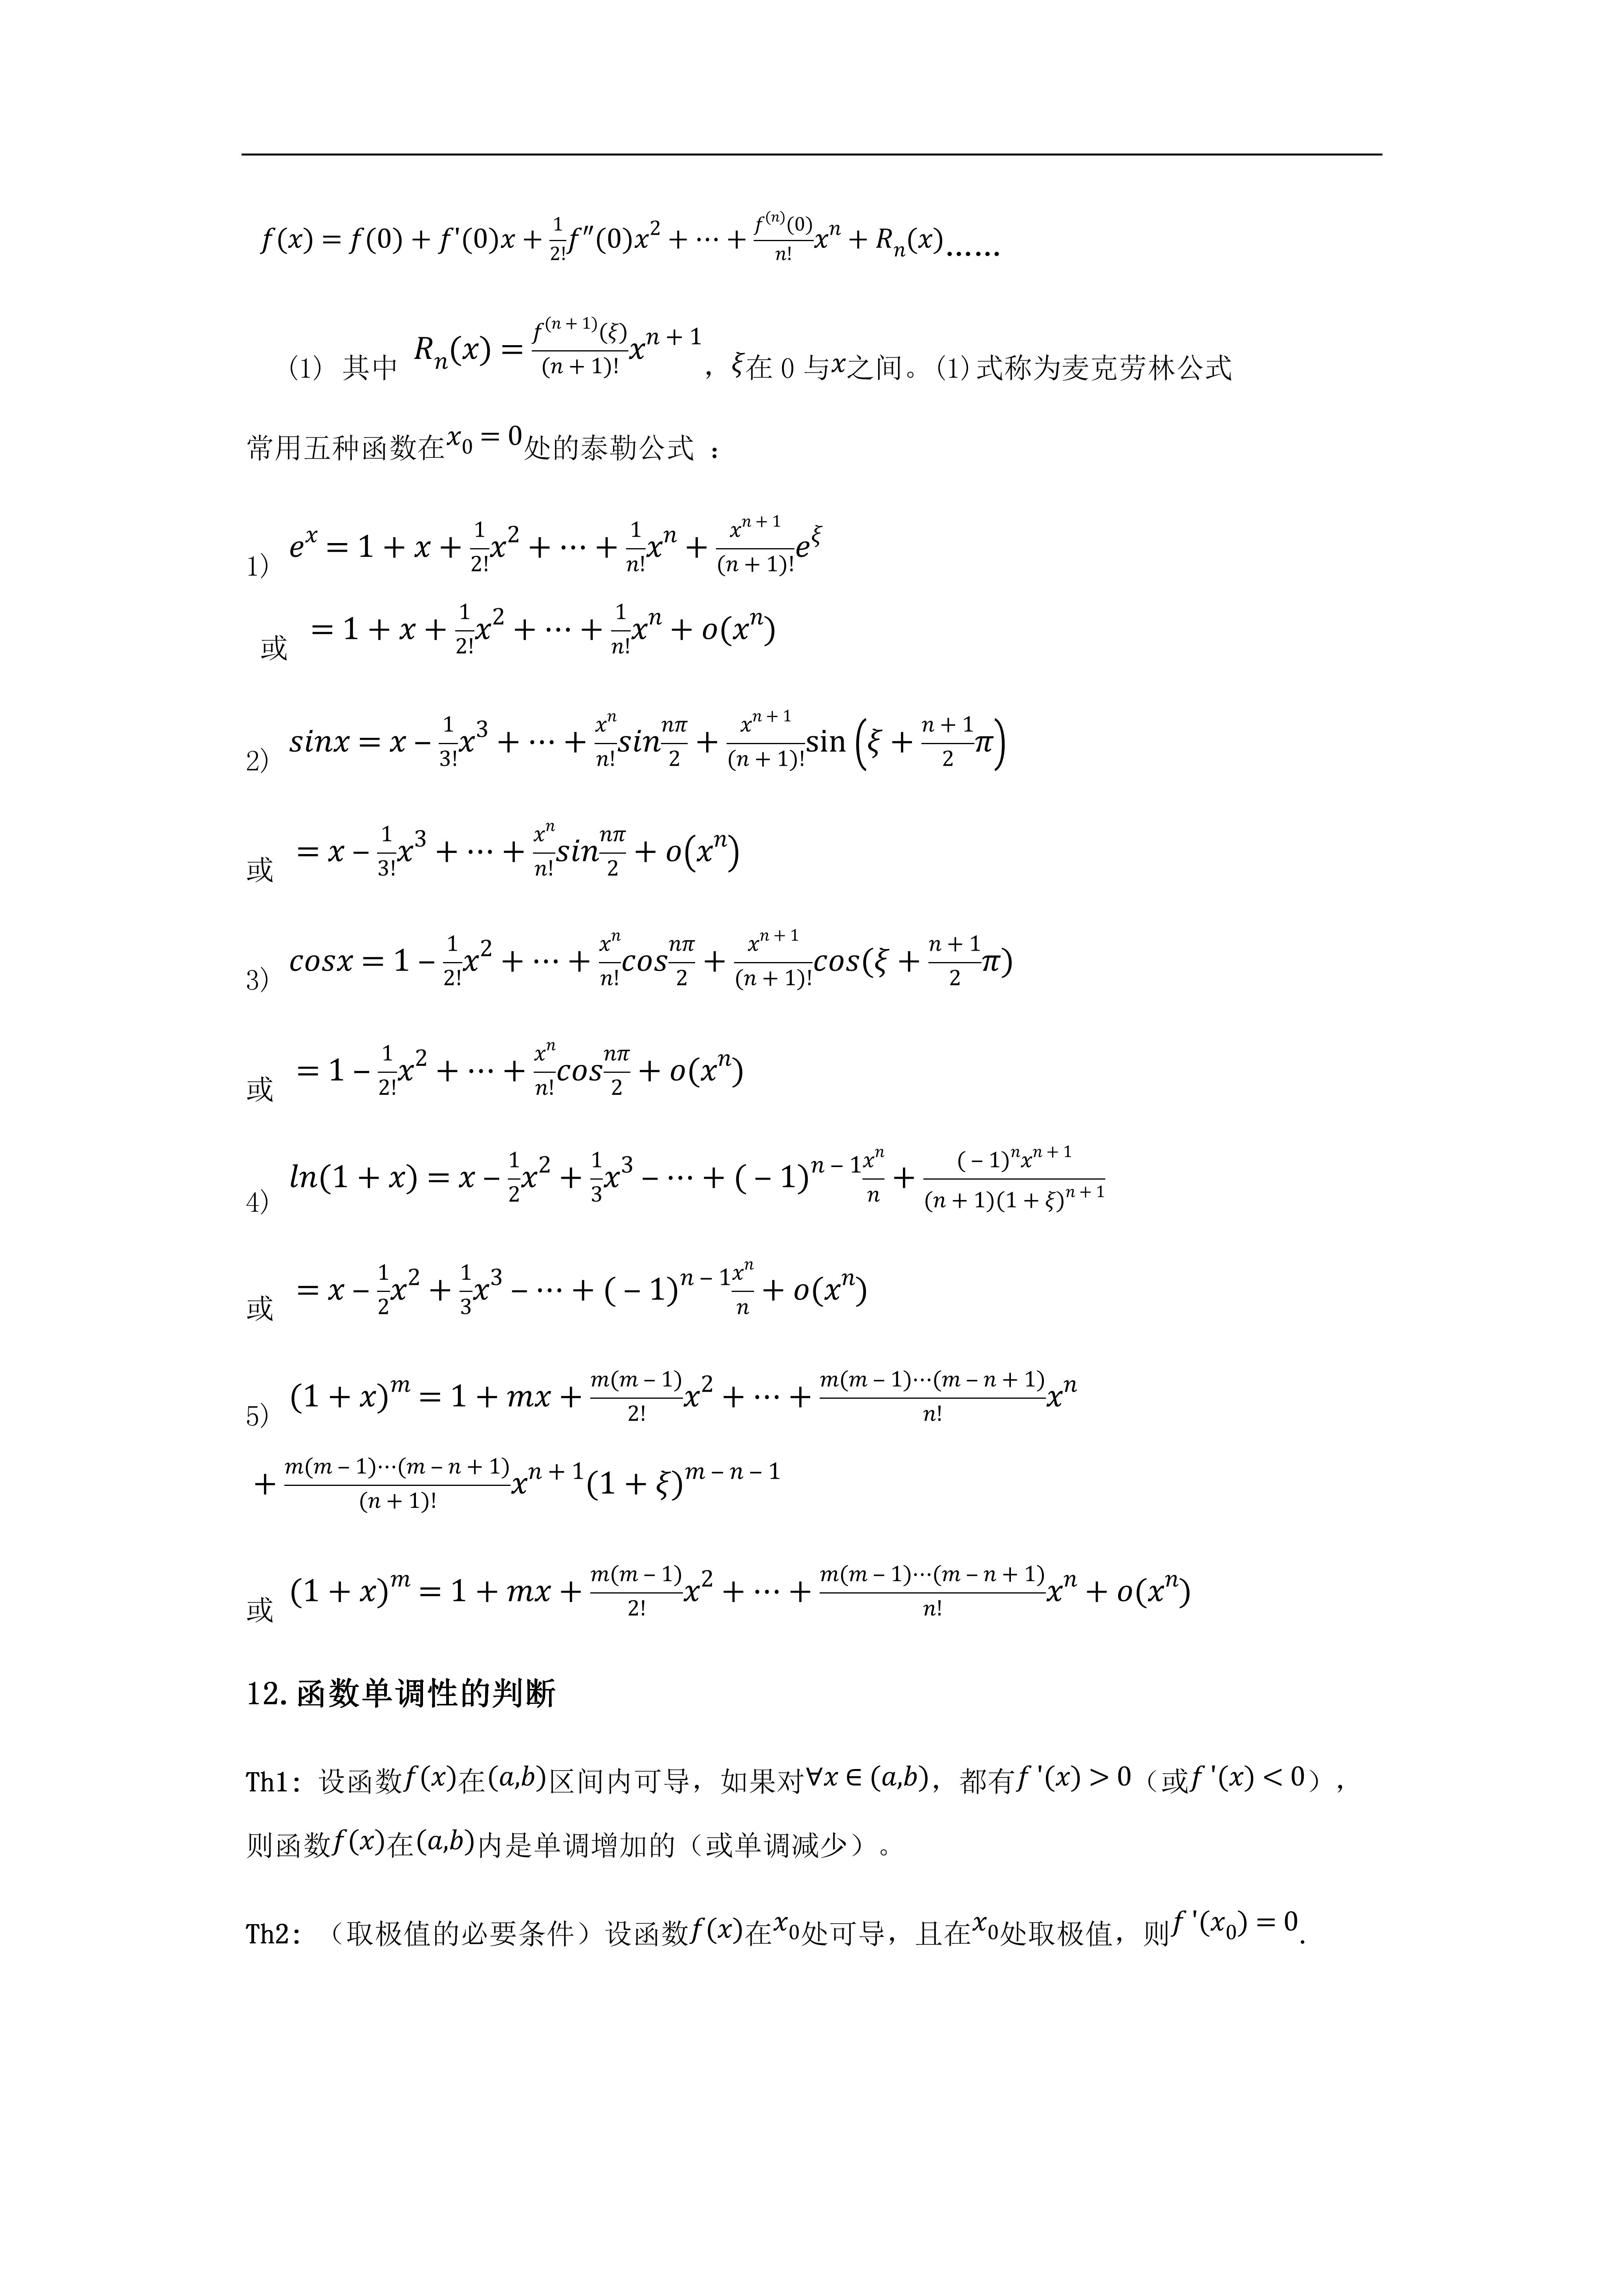 $f(x)=f(0)+f'(0)x+\frac{1}{2!}f''(0)x^2+\cdots+\frac{f^{(n)}(0)}{n!}x^n+R_n(x)$……
(1) 其中 $R_n(x)=\frac{f^{(n+1)}(\xi)}{(n+1)!}x^{n+1}$，$\xi$在 0 与$x$之间。(1)式称为麦克劳林公式
常用五种函数在$x_0=0$处的泰勒公式 ：
1) $e^x=1+x+\frac{1}{2!}x^2+\cdots+\frac{1}{n!}x^n+\frac{x^{n+1}}{(n+1)!}e^{\xi}$
或 $=1+x+\frac{1}{2!}x^2+\cdots+\frac{1}{n!}x^n+o(x^n)$
2) $sinx=x-\frac{1}{3!}x^3+\cdots+\frac{x^n}{n!}sin\frac{n\pi}{2}+\frac{x^{n+1}}{(n+1)!}\sin\left(\xi+\frac{n+1}{2}\pi\right)$
或 $=x-\frac{1}{3!}x^3+\cdots+\frac{x^n}{n!}sin\frac{n\pi}{2}+o(x^n)$
3) $cosx=1-\frac{1}{2!}x^2+\cdots+\frac{x^n}{n!}cos\frac{n\pi}{2}+\frac{x^{n+1}}{(n+1)!}cos(\xi+\frac{n+1}{2}\pi)$
或 $=1-\frac{1}{2!}x^2+\cdots+\frac{x^n}{n!}cos\frac{n\pi}{2}+o(x^n)$
4) $ln(1+x)=x-\frac{1}{2}x^2+\frac{1}{3}x^3-\cdots+(-1)^{n-1}\frac{x^n}{n}+\frac{(-1)^n x^{n+1}}{(n+1)(1+\xi)^{n+1}}$
或 $=x-\frac{1}{2}x^2+\frac{1}{3}x^3-\cdots+(-1)^{n-1}\frac{x^n}{n}+o(x^n)$
5) $(1+x)^m=1+mx+\frac{m(m-1)}{2!}x^2+\cdots+\frac{m(m-1)\cdots(m-n+1)}{n!}x^n$
$+\frac{m(m-1)\cdots(m-n+1)}{(n+1)!}x^{n+1}(1+\xi)^{m-n-1}$
或 $(1+x)^m=1+mx+\frac{m(m-1)}{2!}x^2+\cdots+\frac{m(m-1)\cdots(m-n+1)}{n!}x^n+o(x^n)$
12.函数单调性的判断
Th1: 设函数$f(x)$在$(a,b)$区间内可导，如果对$\forall x\in(a,b)$，都有$f'(x)>0$（或$f'(x)<0$），
则函数$f(x)$在$(a,b)$内是单调增加的（或单调减少）。
Th2: （取极值的必要条件）设函数$f(x)$在$x_0$处可导，且在$x_0$处取极值，则$f'(x_0)=0$.